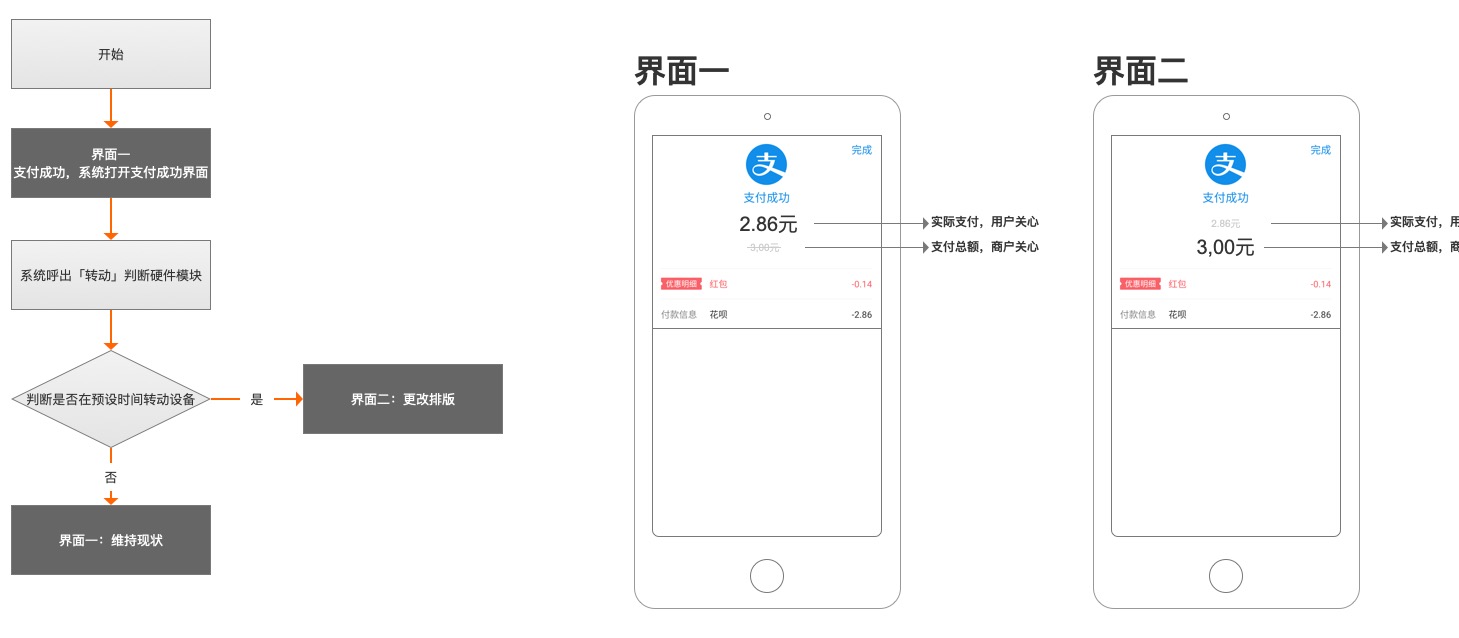 开始
界面一
支付成功，系统打开支付成功界面
系统呼出「转动」判断硬件模块
判断是否在预设时间转动设备
是
界面二：更改排版
否
界面一：维持现状
界面一
完成
支
支付成功
2.86元
-3,00元
实际支付，用户关心
支付总额，商户关心
优惠明细 红包 -0.14
付款信息 花呗 -2.86
界面二
完成
支
支付成功
2.86元
3,00元
实际支付，用
支付总额，商
优惠明细 红包 -0.14
付款信息 花呗 -2.86